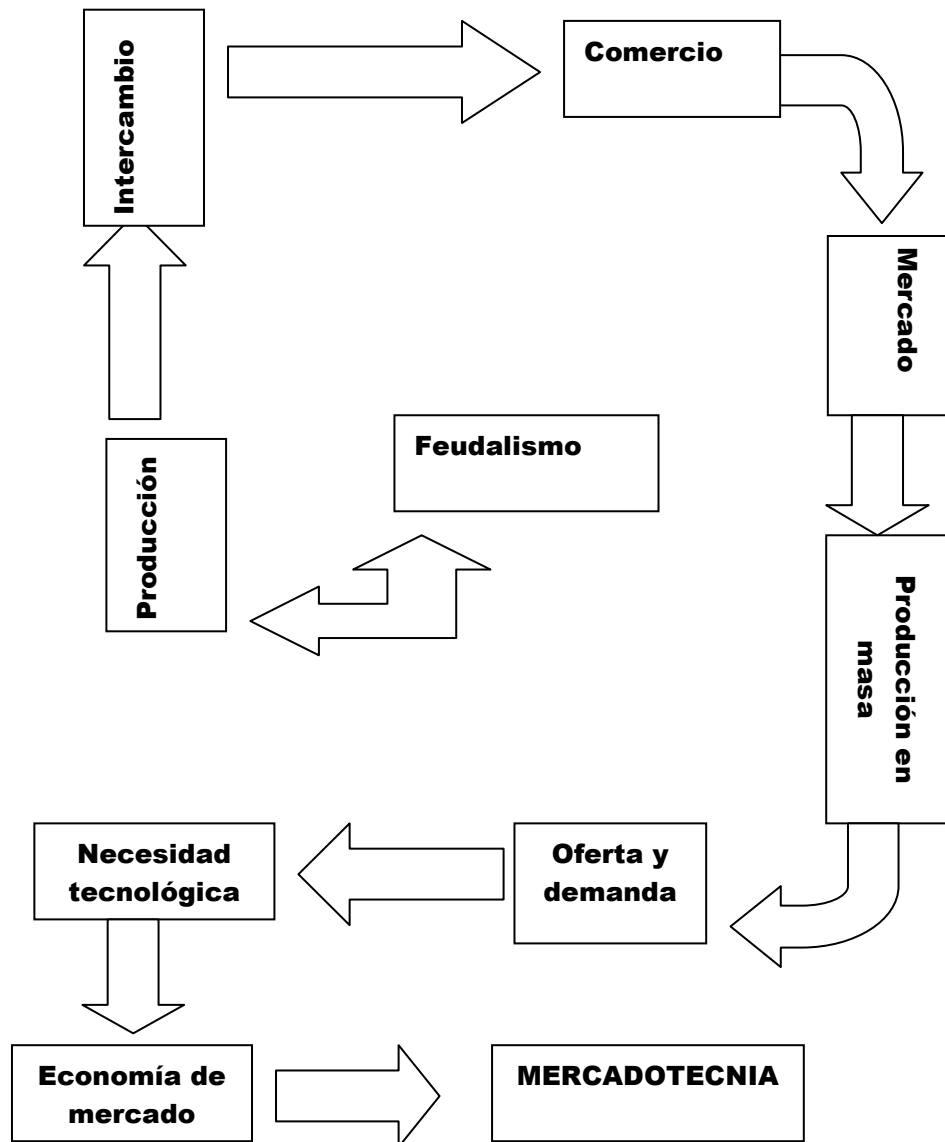 Intercambio
Comercio
Mercado
Feudalismo
Producción
Producción en
masa
Necesidad
tecnológica
Oferta y
demanda
Economía de
mercado
MERCADOTECNIA